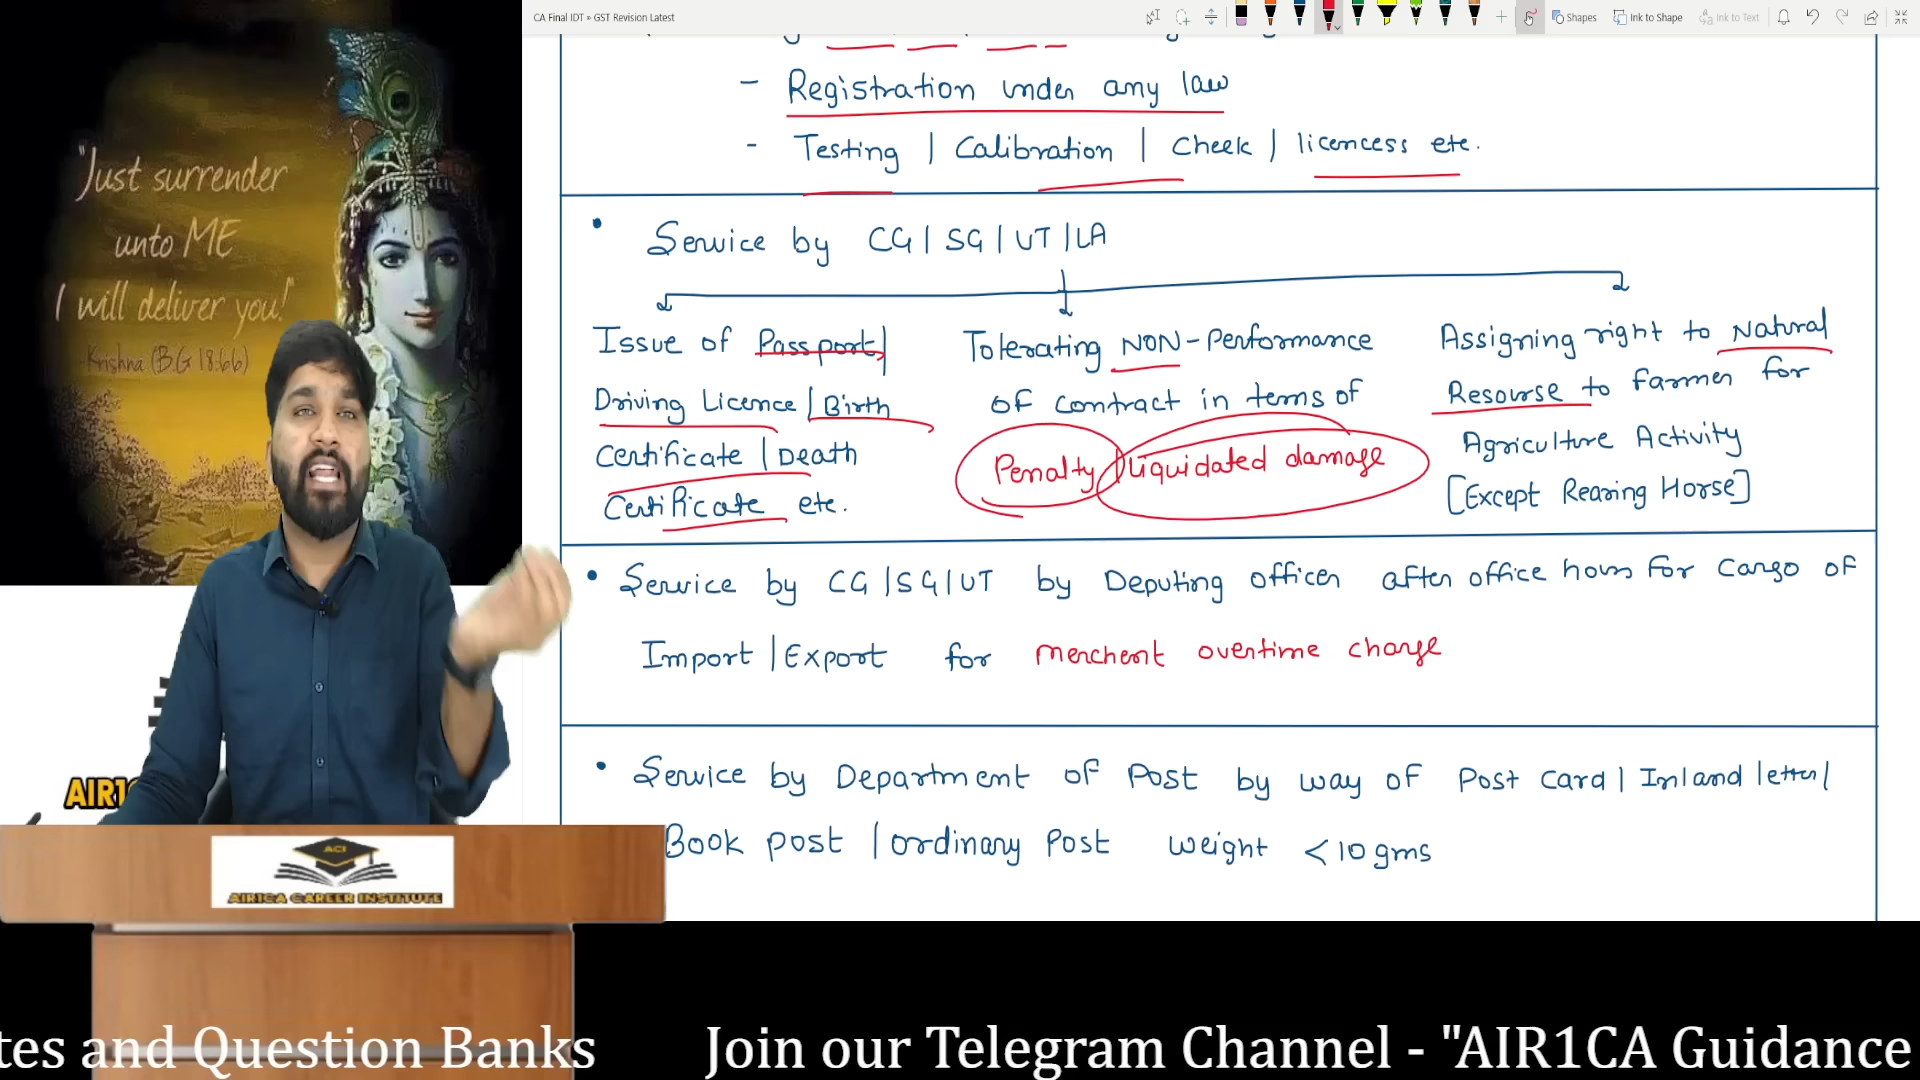 CA Final IDT » GST Revision Latest
Shapes
Ink to Shape
Ink to Text
- Registration under any law
- Testing | Calibration | Check | licencess etc.
• Service by CG | SG | UT | LA
Issue of Passport |
Driving Licence | Birth
Certificate | Death
Certificate etc.
Tolerating NON-Performance
of contract in terms of
Penalty | liquidated damage
Assigning right to Natural
Resourse to farmer for
Agriculture Activity
[Except Rearing Horse]
• Service by CG | SG | UT by Deputing officer after office hours for cargo of
Import | Export for merchent overtime charge
• Service by Department of Post by way of Post Card | Inland letter |
Book post | ordinary Post weight < 10 gms
"Just surrender
unto ME
I will deliver you!"
- Krishna (B.G 18:66)
AIR1
ACI
AIR1CA CAREER INSTITUTE
tes and Question Banks Join our Telegram Channel - "AIR1CA Guidance